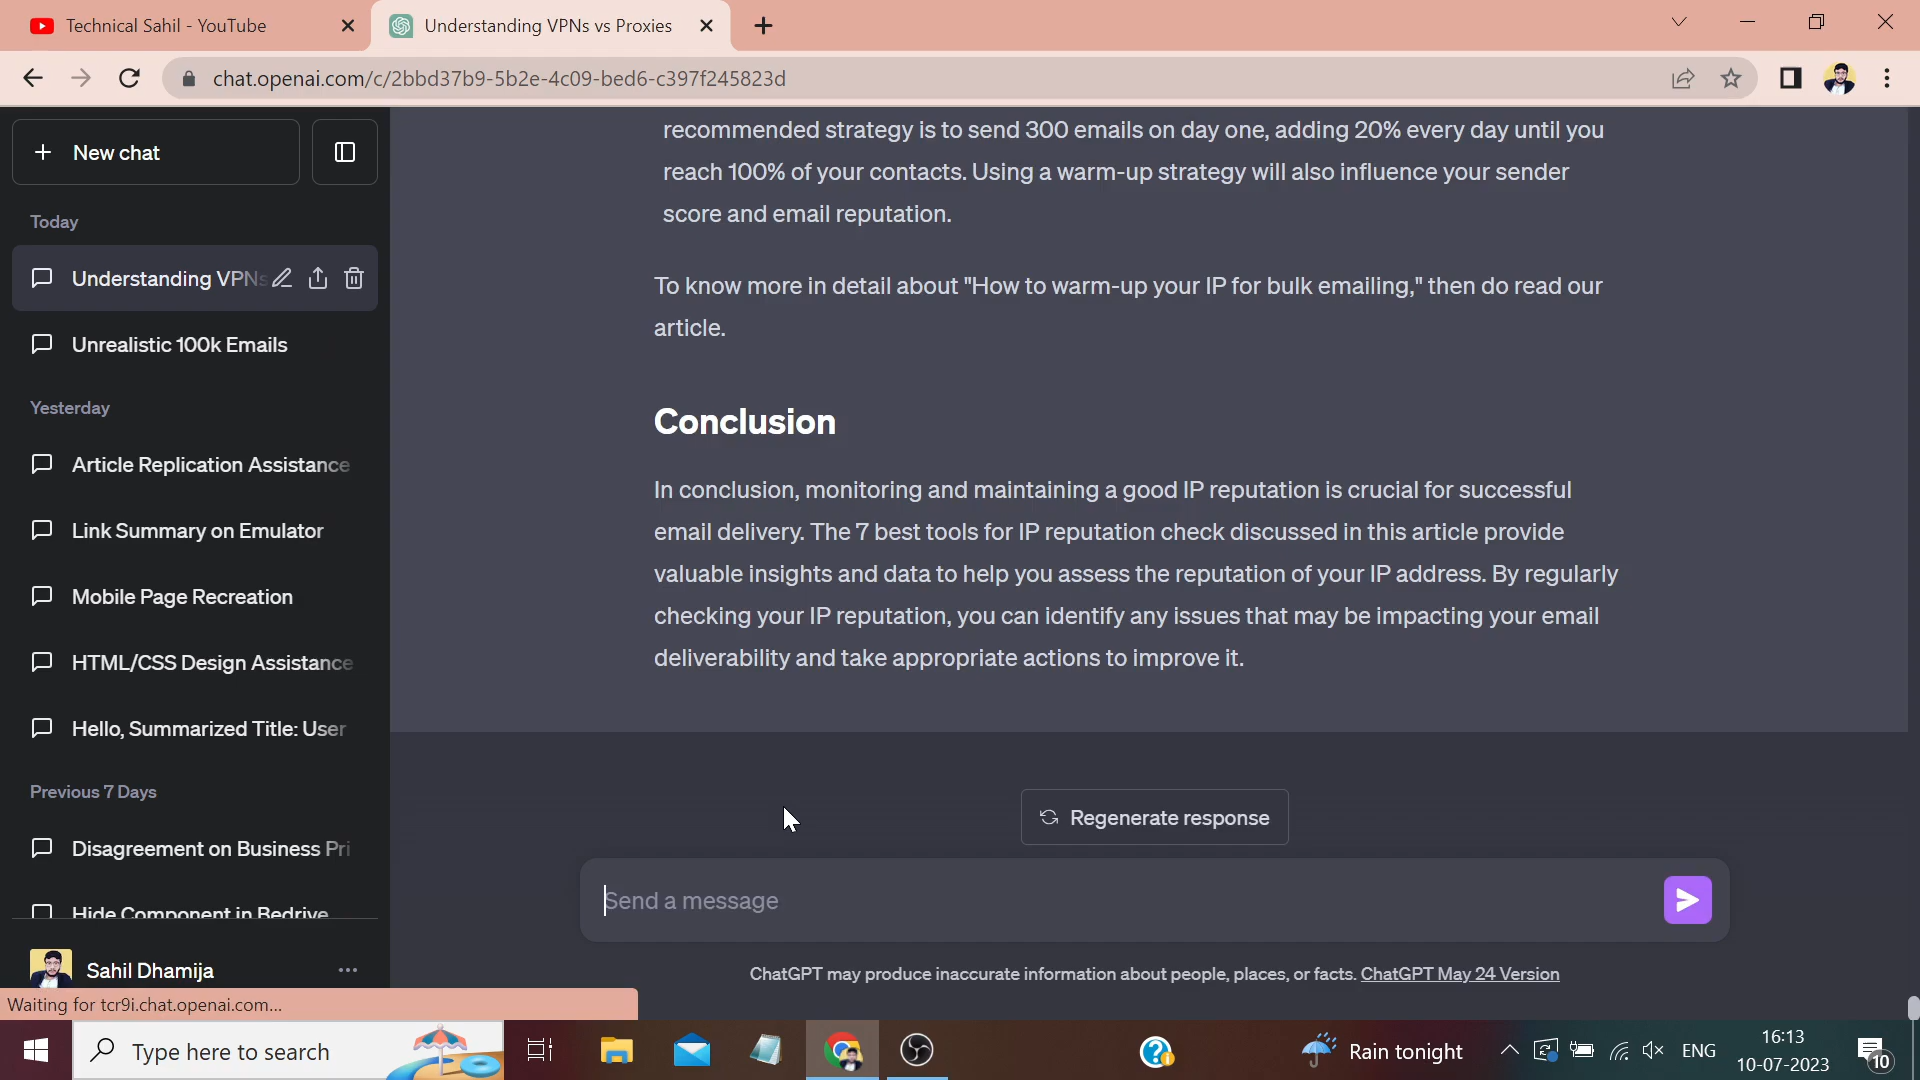 Technical Sahil - YouTube
Understanding VPNs vs Proxies
chat.openai.com/c/2bbd37b9-5b2e-4c09-bed6-c397f245823d
New chat
Today
Understanding VPNs
Unrealistic 100k Emails
Yesterday
Article Replication Assistance
Link Summary on Emulator
Mobile Page Recreation
HTML/CSS Design Assistance
Hello, Summarized Title: User
Previous 7 Days
Disagreement on Business Pri
Hide Component in Bedrive
Sahil Dhamija
Waiting for tcr9i.chat.openai.com...
recommended strategy is to send 300 emails on day one, adding 20% every day until you
reach 100% of your contacts. Using a warm-up strategy will also influence your sender
score and email reputation.
To know more in detail about "How to warm-up your IP for bulk emailing," then do read our
article.
Conclusion
In conclusion, monitoring and maintaining a good IP reputation is crucial for successful
email delivery. The 7 best tools for IP reputation check discussed in this article provide
valuable insights and data to help you assess the reputation of your IP address. By regularly
checking your IP reputation, you can identify any issues that may be impacting your email
deliverability and take appropriate actions to improve it.
Regenerate response
Send a message
ChatGPT may produce inaccurate information about people, places, or facts. ChatGPT May 24 Version
Type here to search
Rain tonight
ENG
16:13
10-07-2023
10